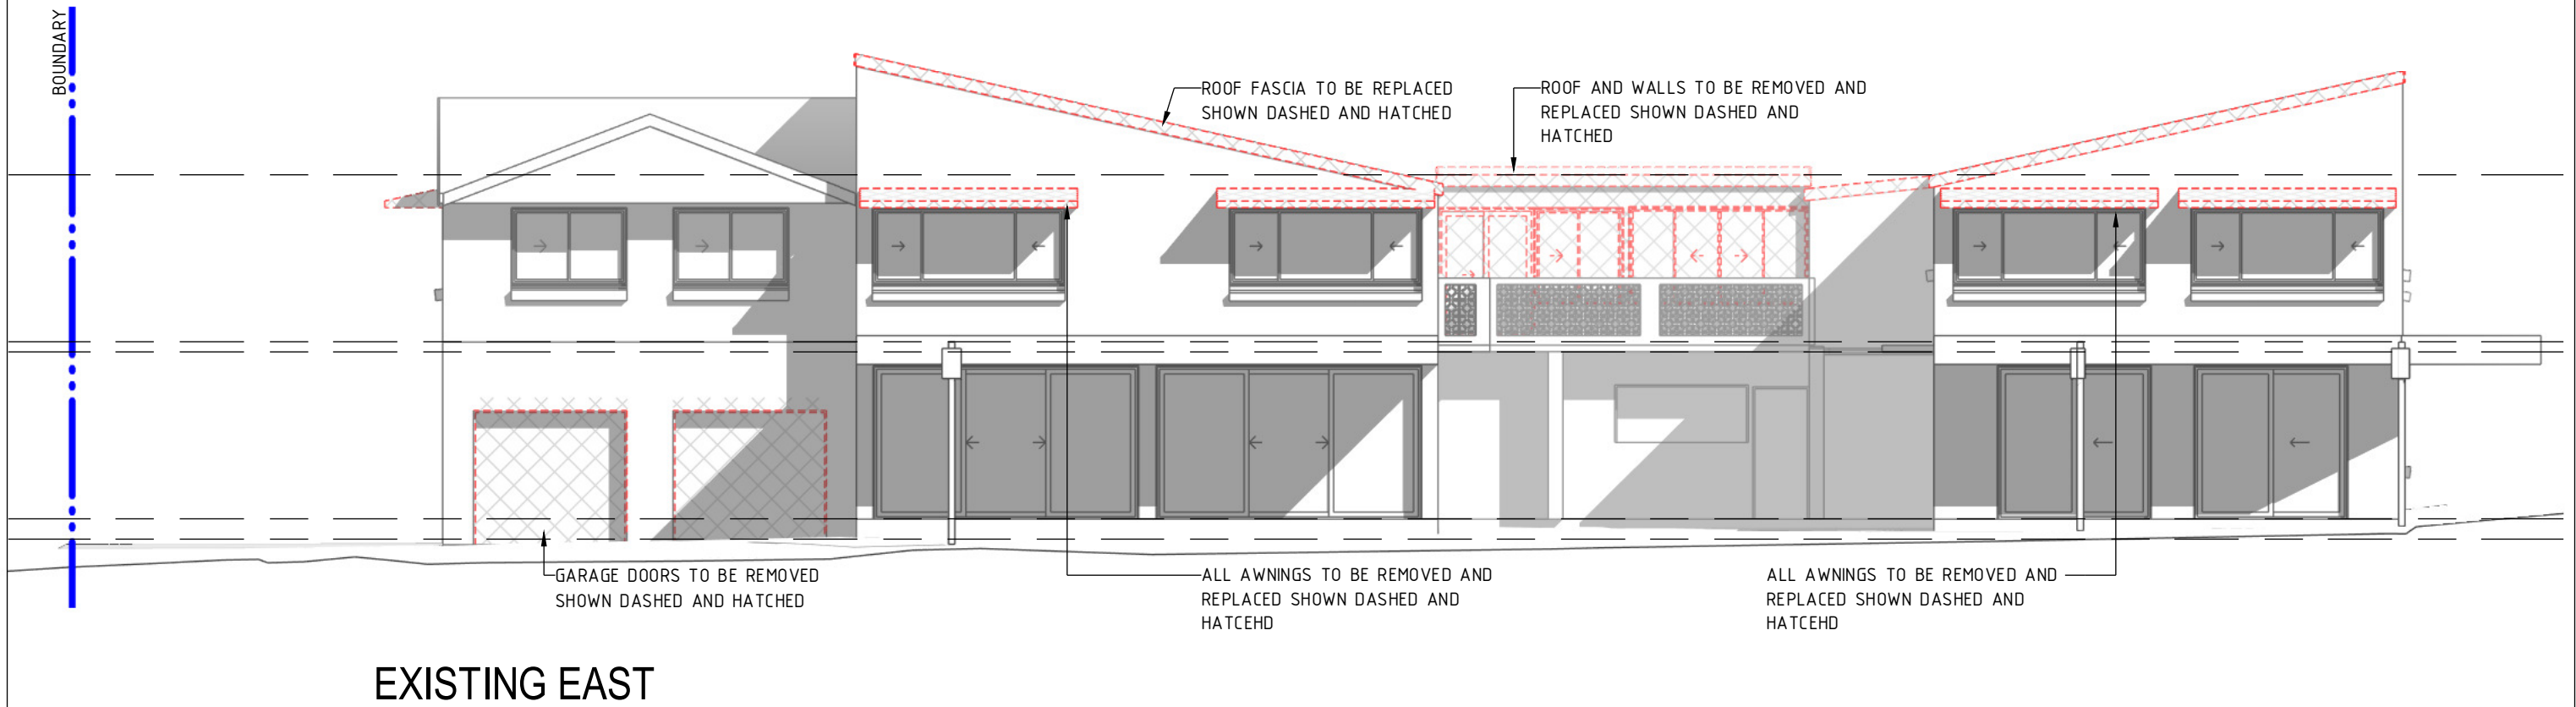 BOUNDARY
ROOF FASCIA TO BE REPLACED
SHOWN DASHED AND HATCHED
ROOF AND WALLS TO BE REMOVED AND
REPLACED SHOWN DASHED AND
HATCHED
GARAGE DOORS TO BE REMOVED
SHOWN DASHED AND HATCHED
ALL AWNINGS TO BE REMOVED AND
REPLACED SHOWN DASHED AND
HATCEHD
ALL AWNINGS TO BE REMOVED AND
REPLACED SHOWN DASHED AND
HATCEHD
EXISTING EAST